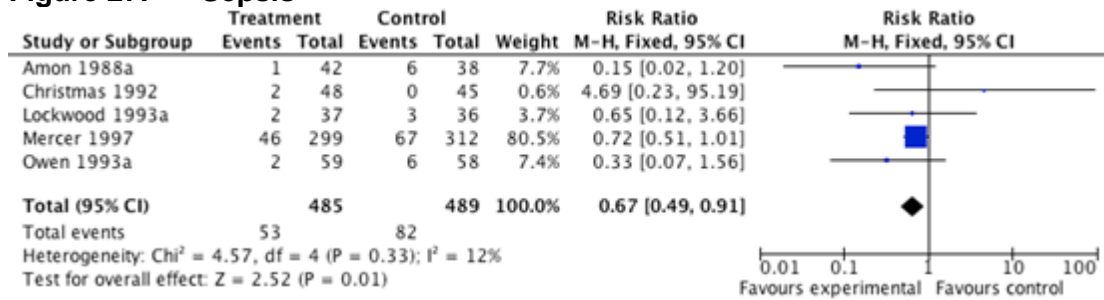 Treatment Control Risk Ratio Risk Ratio
Study or Subgroup Events Total Events Total Weight M-H, Fixed, 95% CI M-H, Fixed, 95% CI
Amon 1988a 1 42 6 38 7.7% 0.15 [0.02, 1.20]
Christmas 1992 2 48 0 45 0.6% 4.69 [0.23, 95.19]
Lockwood 1993a 2 37 3 36 3.7% 0.65 [0.12, 3.66]
Mercer 1997 46 299 67 312 80.5% 0.72 [0.51, 1.01]
Owen 1993a 2 59 6 58 7.4% 0.33 [0.07, 1.56]
Total (95% CI) 485 489 100.0% 0.67 [0.49, 0.91]
Total events 53 82
Heterogeneity: Chi² = 4.57, df = 4 (P = 0.33); I² = 12%
Test for overall effect: Z = 2.52 (P = 0.01)
0.01 0.1 1 10 100
Favours experimental Favours control